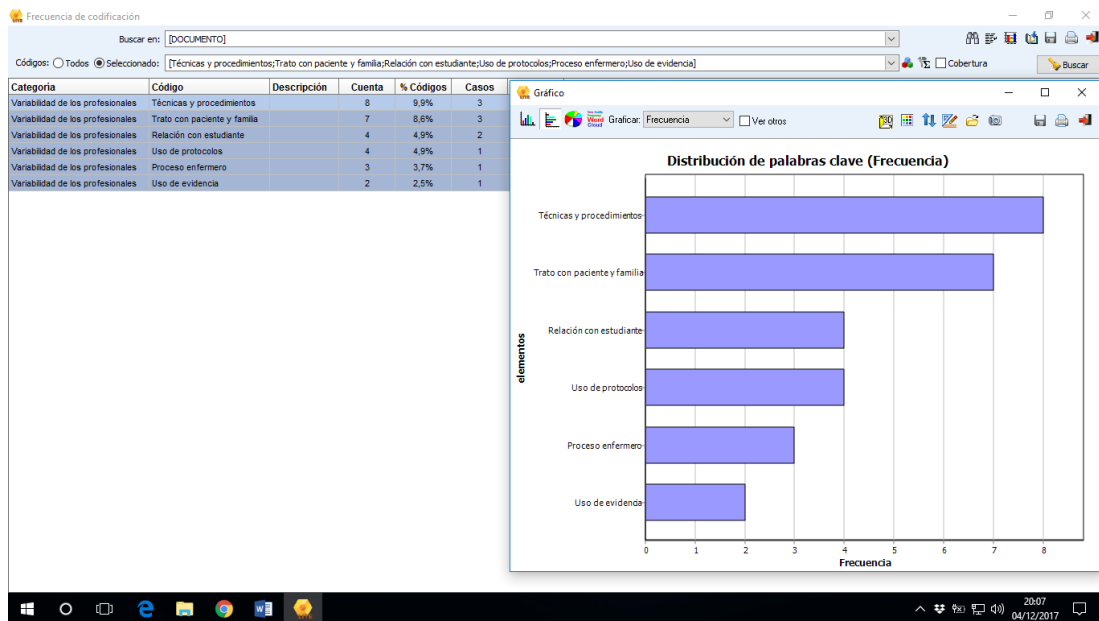 Frecuencia de codificación
Buscar en: [DOCUMENTO]
Códigos: Todos Seleccionado: [Técnicas y procedimientos;Trato con paciente y familia;Relación con estudiante;Uso de protocolos;Proceso enfermero;Uso de evidencia] Cobertura Buscar
Categoría Código Descripción Cuenta % Códigos Casos
Variabilidad de los profesionales Técnicas y procedimientos 8 9,9% 3
Variabilidad de los profesionales Trato con paciente y familia 7 8,6% 3
Variabilidad de los profesionales Relación con estudiante 4 4,9% 2
Variabilidad de los profesionales Uso de protocolos 4 4,9% 1
Variabilidad de los profesionales Proceso enfermero 3 3,7% 1
Variabilidad de los profesionales Uso de evidencia 2 2,5% 1
Gráfico
Word Cloud Graficar: Frecuencia Ver otros 3D
Distribución de palabras clave (Frecuencia)
Técnicas y procedimientos
Trato con paciente y familia
Relación con estudiante
Uso de protocolos
Proceso enfermero
Uso de evidencia
elementos
0 1 2 3 4 5 6 7 8
Frecuencia
20:07
04/12/2017